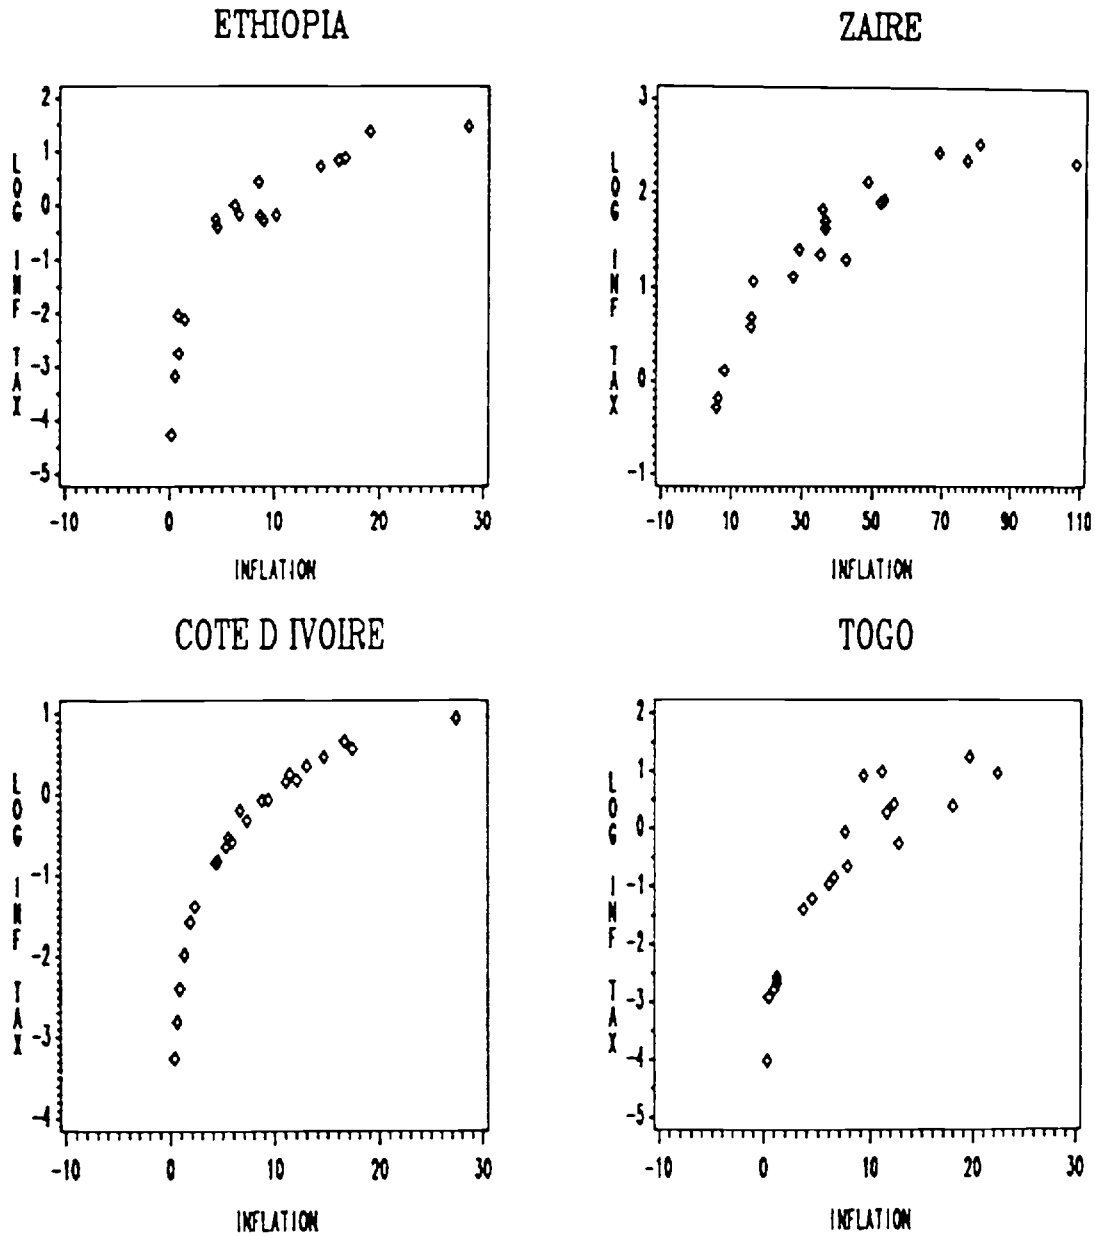 ETHIOPIA
LOG INF TAX
2
1
0
-1
-2
-3
-4
-5
-10 0 10 20 30
INFLATION
ZAIRE
LOG INF TAX
3
2
1
0
-1
-10 10 30 50 70 90 110
INFLATION
COTE D IVOIRE
LOG INF TAX
1
0
-1
-2
-3
-4
-10 0 10 20 30
INFLATION
TOGO
LOG INF TAX
2
1
0
-1
-2
-3
-4
-5
-10 0 10 20 30
INFLATION